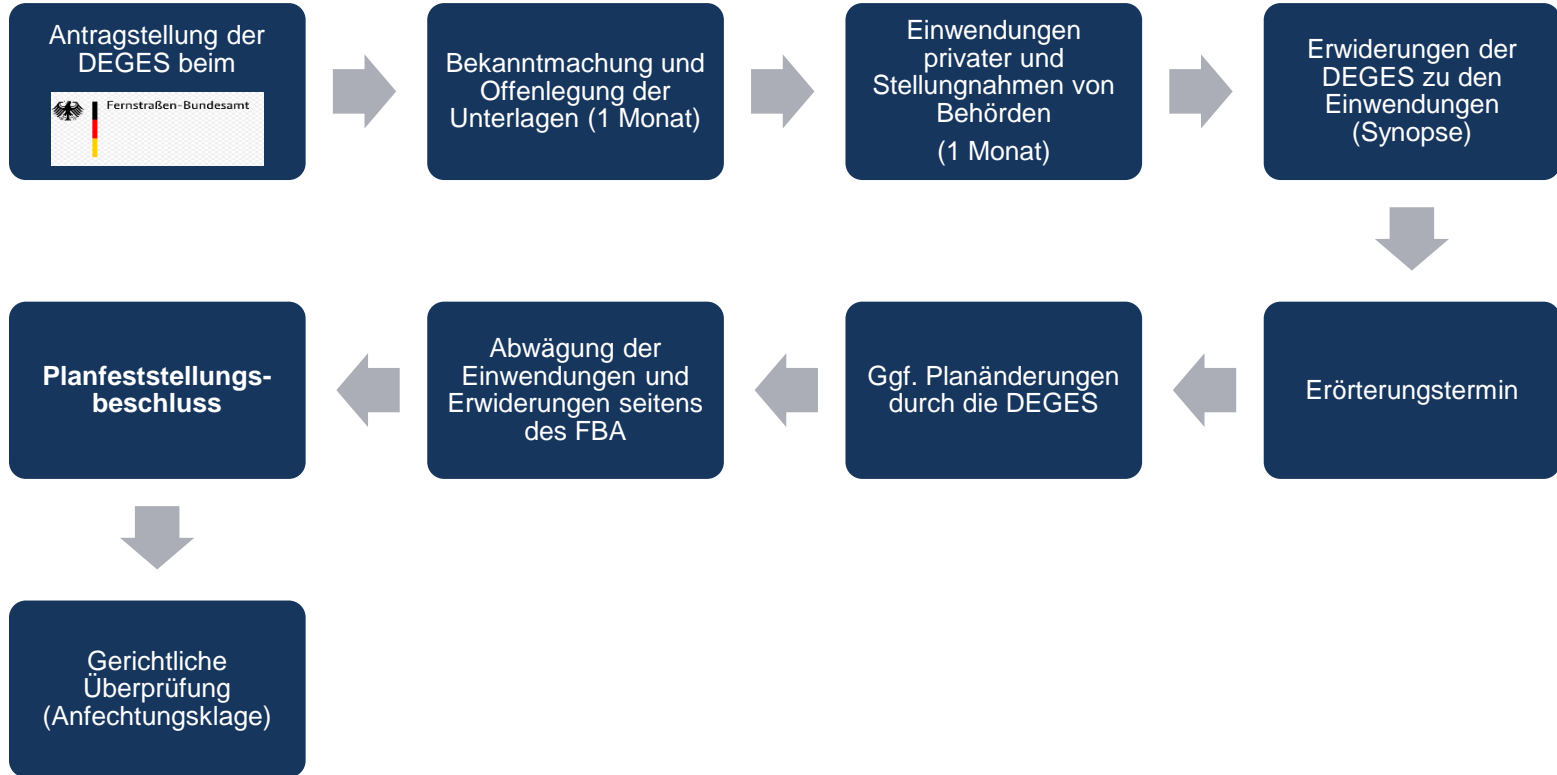 Antragstellung der
DEGES beim
Fernstraßen-Bundesamt
Bekanntmachung und
Offenlegung der
Unterlagen (1 Monat)
Einwendungen
privater und
Stellungnahmen von
Behörden
(1 Monat)
Erwiderungen der
DEGES zu den
Einwendungen
(Synopse)
Erörterungstermin
Ggf. Planänderungen
durch die DEGES
Abwägung der
Einwendungen und
Erwiderungen seitens
des FBA
Planfeststellungs-
beschluss
Gerichtliche
Überprüfung
(Anfechtungsklage)